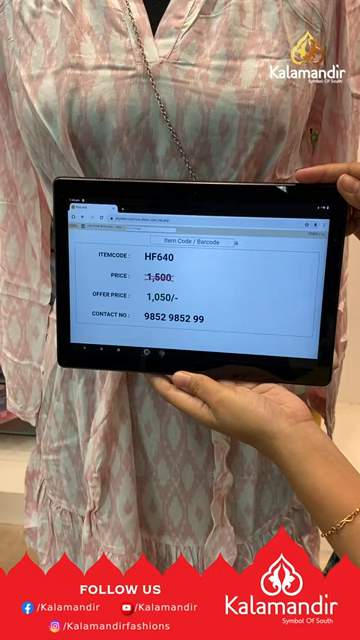 Kalamandir
Symbol Of South
Item Code / Barcode
ITEMCODE : HF640
PRICE : 1,500
OFFER PRICE : 1,050/-
CONTACT NO : 9852 9852 99
FOLLOW US
/Kalamandir /Kalamandir
/Kalamandirfashions
Kalamandir
Symbol Of South